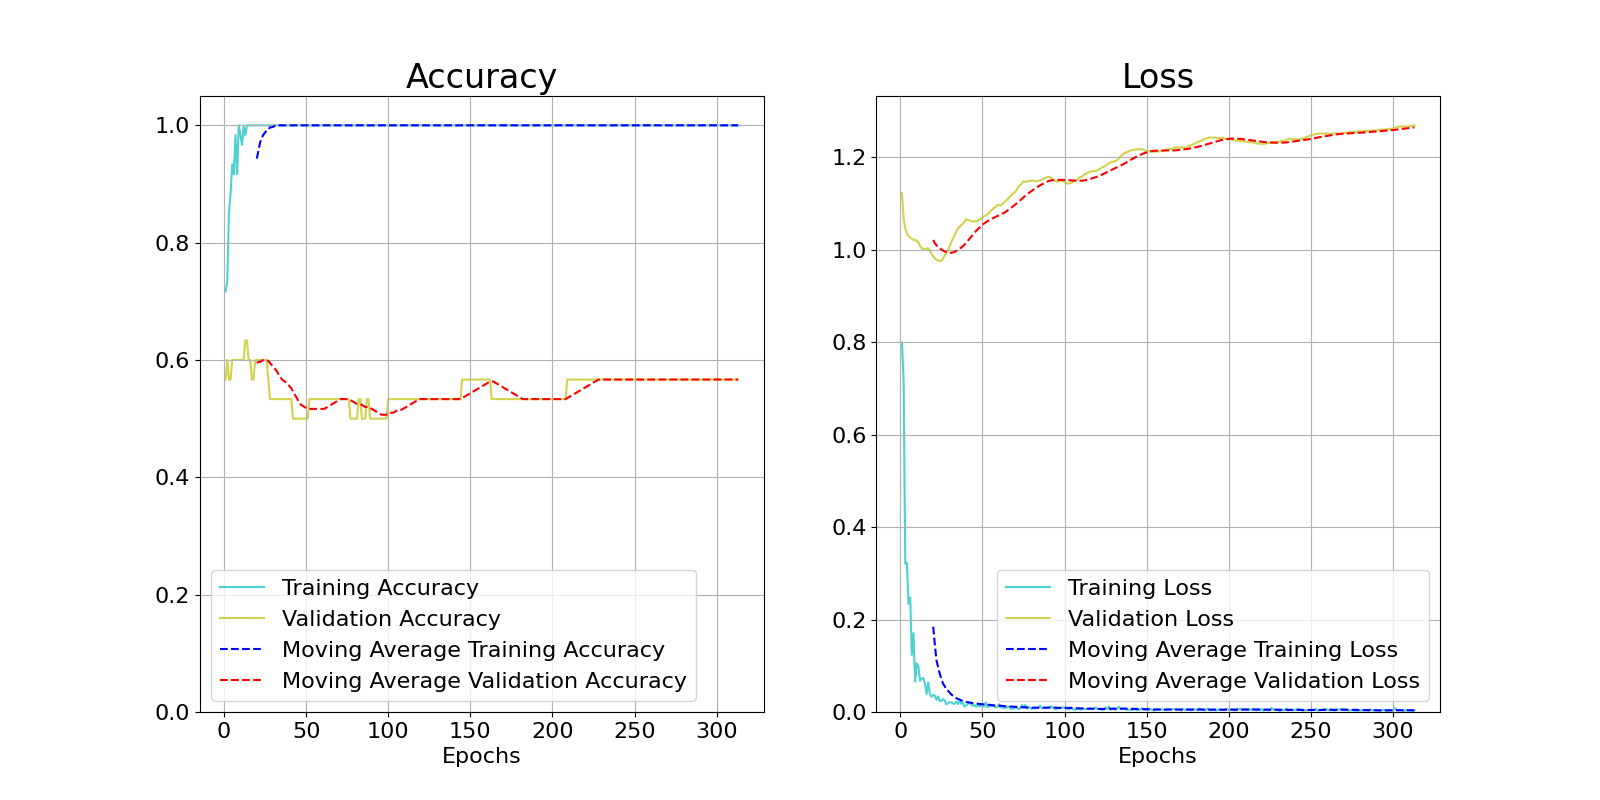 Accuracy
1.0
0.8
0.6
0.4
0.2
0.0
0 50 100 150 200 250 300
Epochs
Training Accuracy
Validation Accuracy
Moving Average Training Accuracy
Moving Average Validation Accuracy
Loss
1.2
1.0
0.8
0.6
0.4
0.2
0.0
0 50 100 150 200 250 300
Epochs
Training Loss
Validation Loss
Moving Average Training Loss
Moving Average Validation Loss